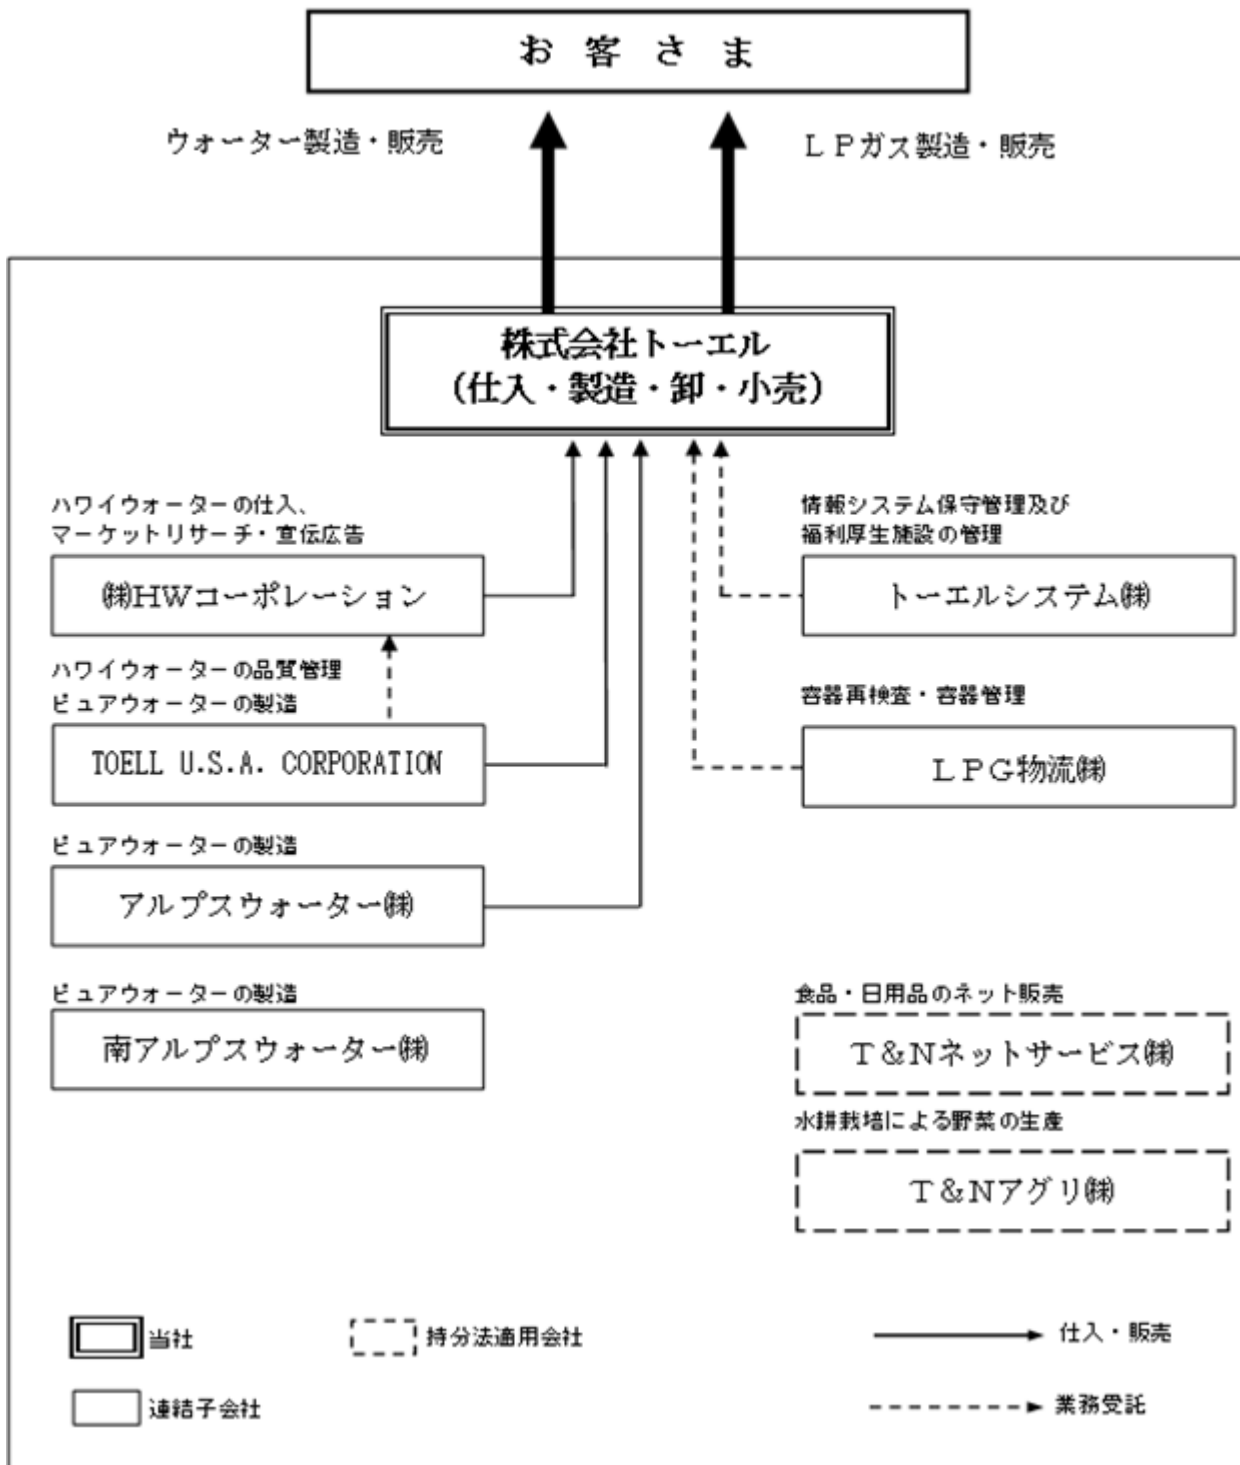 お客さま
ウォーター製造・販売
ＬＰガス製造・販売
株式会社トーエル
（仕入・製造・卸・小売）
ハワイウォーターの仕入、
マーケットリサーチ・宣伝広告
㈱HWコーポレーション
ハワイウォーターの品質管理
ピュアウォーターの製造
TOELL U.S.A. CORPORATION
ピュアウォーターの製造
アルプスウォーター㈱
ピュアウォーターの製造
南アルプスウォーター㈱
情報システム保守管理及び
福利厚生施設の管理
トーエルシステム㈱
容器再検査・容器管理
ＬＰＧ物流㈱
食品・日用品のネット販売
Ｔ＆Ｎネットサービス㈱
水耕栽培による野菜の生産
Ｔ＆Ｎアグリ㈱
当社
持分法適用会社
仕入・販売
連結子会社
業務受託